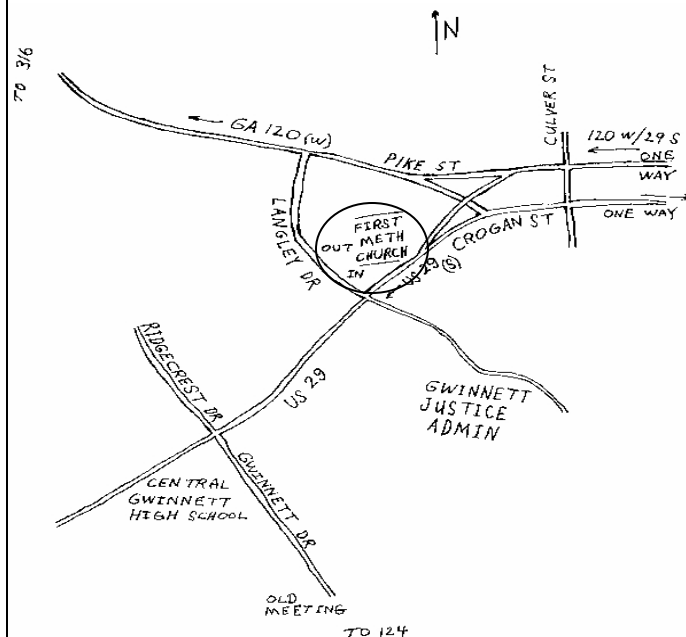 N
TO 316
GA 120 (W)
PIKE ST
CULVER ST
120 W/29 S
ONE
WAY
LANGLEY DR
FIRST
OUT METH
CHURCH
IN
US 29 (S)
CROGAN ST
ONE WAY
RIDGECREST DR
US 29
GWINNETT
JUSTICE
ADMIN
CENTRAL
GWINNETT
HIGH SCHOOL
GWINNETT DR
OLD
MEETING
TO 124